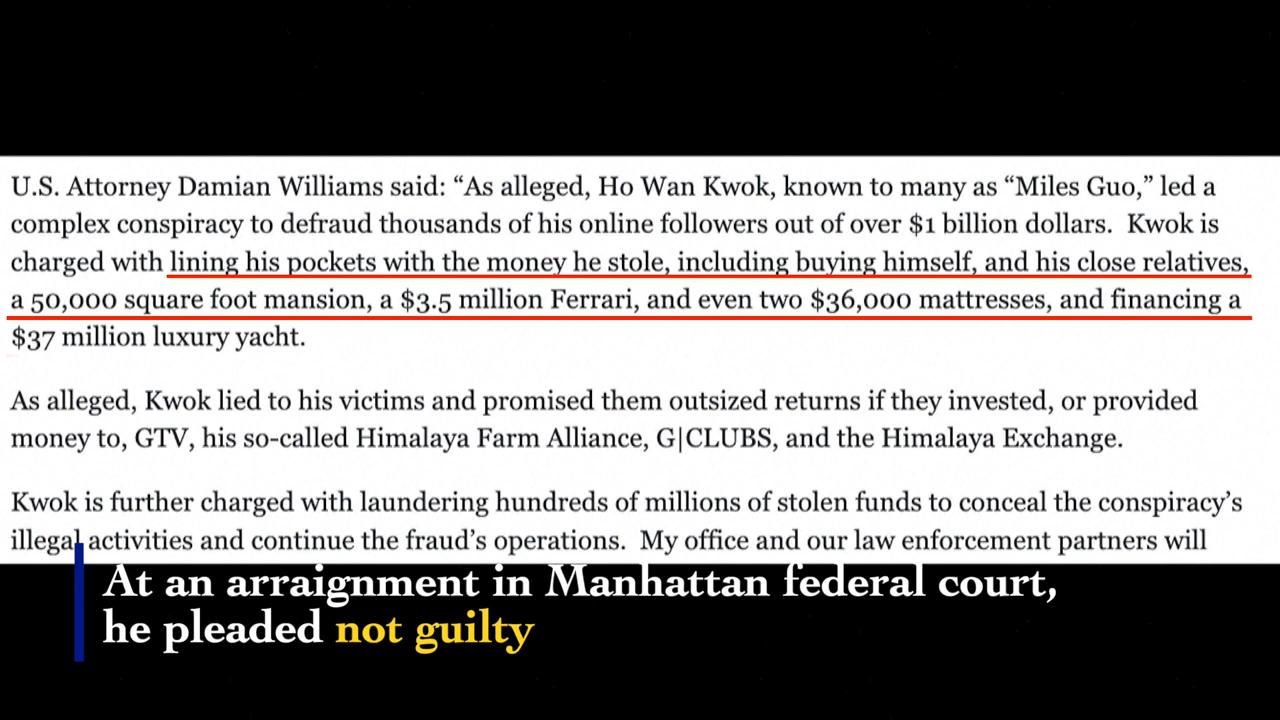 U.S. Attorney Damian Williams said: “As alleged, Ho Wan Kwok, known to many as “Miles Guo,” led a
complex conspiracy to defraud thousands of his online followers out of over $1 billion dollars.  Kwok is
charged with lining his pockets with the money he stole, including buying himself, and his close relatives,
a 50,000 square foot mansion, a $3.5 million Ferrari, and even two $36,000 mattresses, and financing a
$37 million luxury yacht.
As alleged, Kwok lied to his victims and promised them outsized returns if they invested, or provided
money to, GTV, his so-called Himalaya Farm Alliance, G|CLUBS, and the Himalaya Exchange.
Kwok is further charged with laundering hundreds of millions of stolen funds to conceal the conspiracy’s
illegal activities and continue the fraud’s operations.  My office and our law enforcement partners will
At an arraignment in Manhattan federal court,
he pleaded not guilty